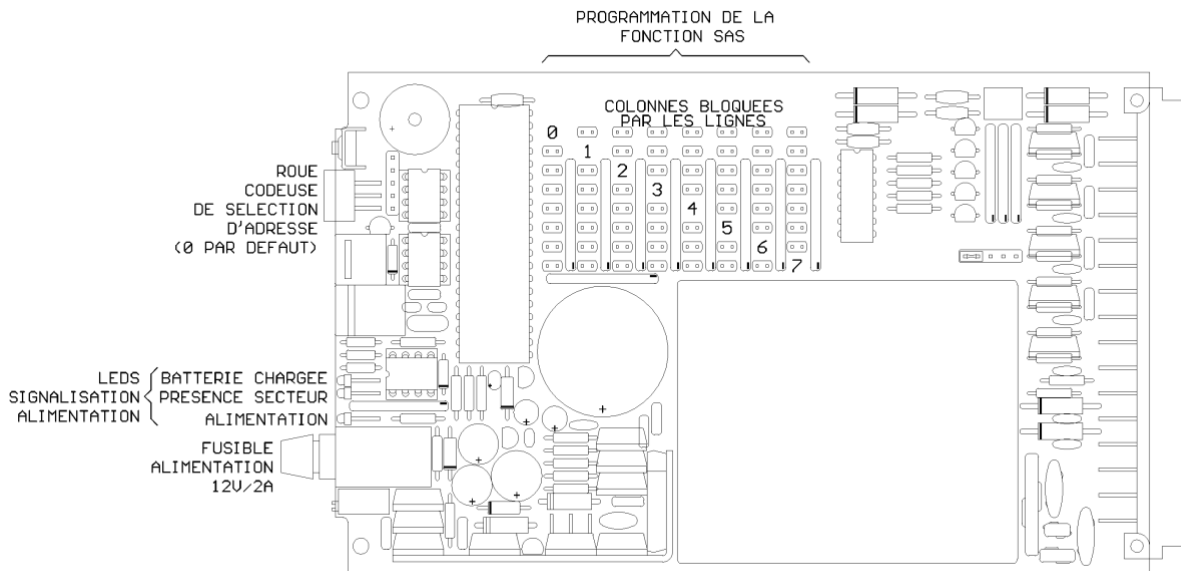 PROGRAMMATION DE LA
FONCTION SAS
COLONNES BLOQUEES
PAR LES LIGNES
0
1
2
3
4
5
6
7
ROUE
CODEUSE
DE SELECTION
D'ADRESSE
(0 PAR DEFAUT)
LEDS
SIGNALISATION
ALIMENTATION
BATTERIE CHARGEE
PRESENCE SECTEUR
ALIMENTATION
FUSIBLE
ALIMENTATION
12V/2A